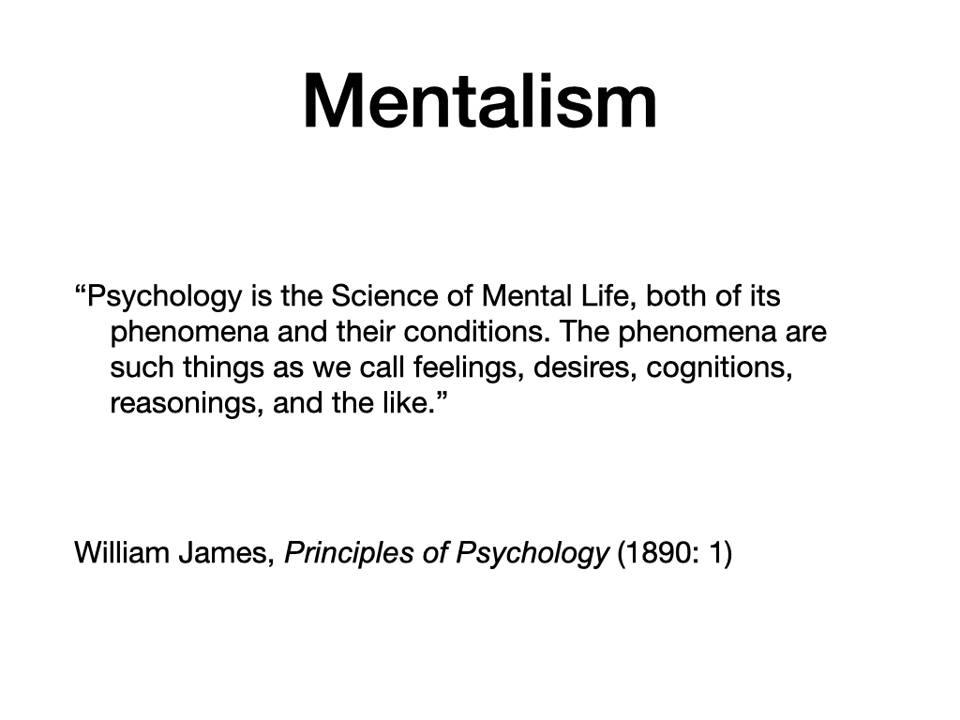 Mentalism
“Psychology is the Science of Mental Life, both of its
phenomena and their conditions. The phenomena are
such things as we call feelings, desires, cognitions,
reasonings, and the like.”
William James, Principles of Psychology (1890: 1)